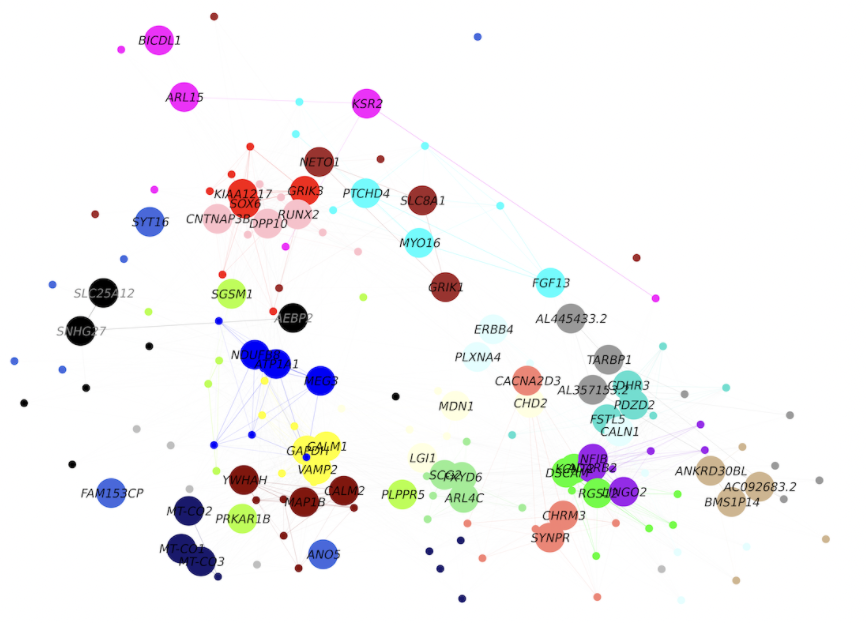 BICDL1
ARL15
KSR2
NETO1
KIAA1217
GRIK3
PTCHD4
SLC8A1
SOX6
CNTNAP3B
DPP10
RUNX2
SYT16
MYO16
SLC25A12
SGSM1
GRIK1
FGF13
SNHG27
AEBP2
AL445433.2
ERBB4
NDUFB8
ATP1A1
PLXNA4
TARBP1
MEG3
CACNA2D3
AL357153.2
CDHR3
MDN1
CHD2
PDZD2
FSTL5
CALN1
GAPDH
CALM1
VAMP2
LGI1
NFIB
YWHAH
SCG2
FXYD6
ANKRD30BL
FAM153CP
CALM2
PLPPR5
ARL4C
LINGO2
AC092683.2
MAP1B
BMS1P14
MT-CO2
PRKAR1B
CHRM3
SYNPR
MT-CO1
MT-CO3
ANO5